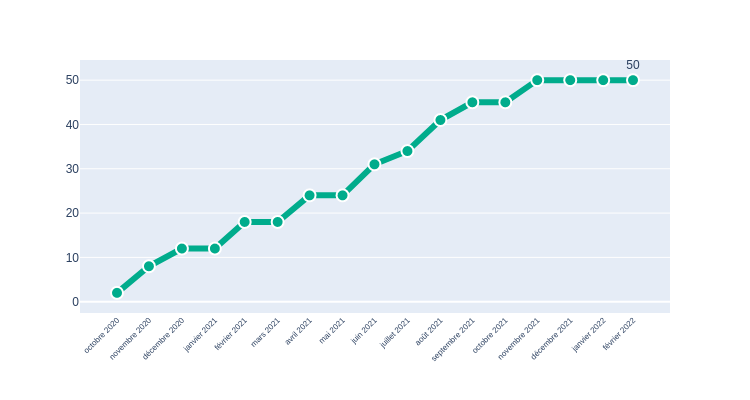 50
50
40
30
20
10
0
octobre 2020
novembre 2020
décembre 2020
janvier 2021
février 2021
mars 2021
avril 2021
mai 2021
juin 2021
juillet 2021
août 2021
septembre 2021
octobre 2021
novembre 2021
décembre 2021
janvier 2022
février 2022